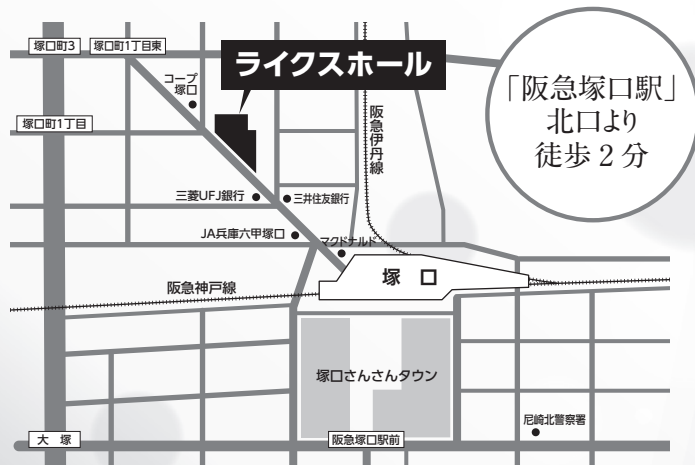 塚口町3
塚口町1丁目東
ライクスホール
コープ
塚口
塚口町1丁目
阪急伊丹線
「阪急塚口駅」
北口より
徒歩2分
三菱UFJ銀行
三井住友銀行
JA兵庫六甲塚口
マクドナルド
塚 口
阪急神戸線
塚口さんさんタウン
尼崎北警察署
大 塚
阪急塚口駅前